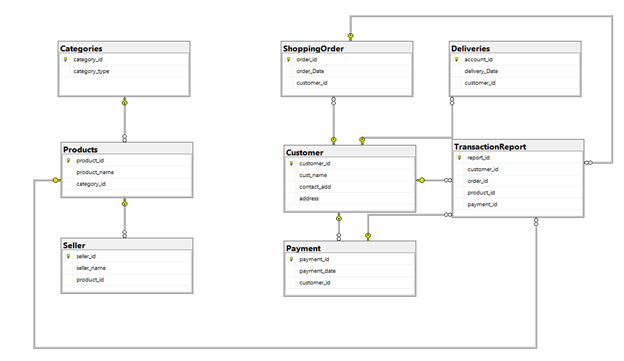 Categories
category_id
category_type
ShoppingOrder
order_id
order_Date
customer_id
Deliveries
account_id
delivery_Date
customer_id
Products
product_id
product_name
category_id
Customer
customer_id
cust_name
contact_add
address
TransactionReport
report_id
customer_id
order_id
product_id
payment_id
Seller
seller_id
seller_name
product_id
Payment
payment_id
payment_date
customer_id